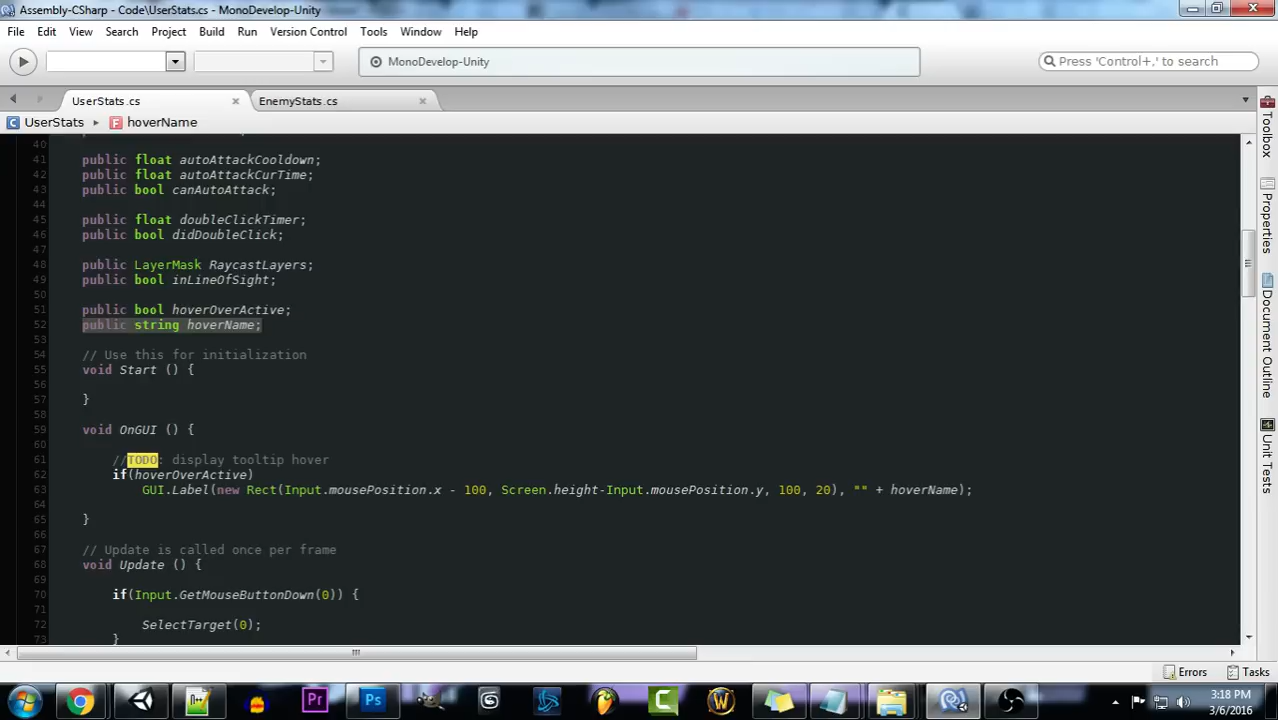 Assembly-CSharp - Code\UserStats.cs - MonoDevelop-Unity
File Edit View Search Project Build Run Version Control Tools Window Help
MonoDevelop-Unity
Press 'Control+,' to search
UserStats.cs
EnemyStats.cs
UserStats hoverName
40
41 public float autoAttackCooldown;
42 public float autoAttackCurTime;
43 public bool canAutoAttack;
44
45 public float doubleClickTimer;
46 public bool didDoubleClick;
47
48 public LayerMask RaycastLayers;
49 public bool inLineOfSight;
50
51 public bool hoverOverActive;
52 public string hoverName;
53
54 // Use this for initialization
55 void Start () {
56
57 }
58
59 void OnGUI () {
60
61 //TODO: display tooltip hover
62 if(hoverOverActive)
63 GUI.Label(new Rect(Input.mousePosition.x - 100, Screen.height-Input.mousePosition.y, 100, 20), "" + hoverName);
64
65 }
66
67 // Update is called once per frame
68 void Update () {
69
70 if(Input.GetMouseButtonDown(0)) {
71
72 SelectTarget(0);
73 }
Toolbox
Properties
Document Outline
Unit Tests
Errors
Tasks
Pr
Ps
3:18 PM
3/6/2016